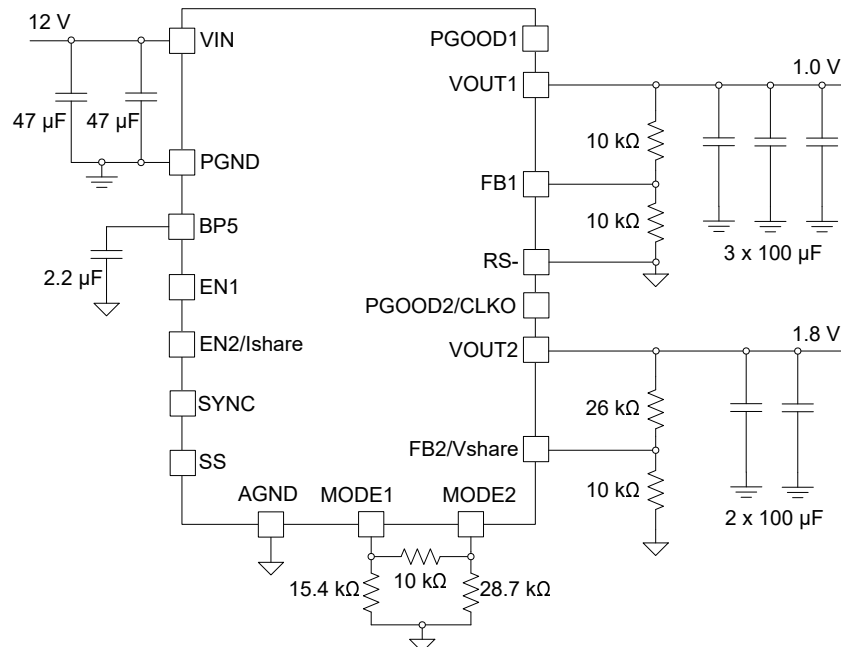 12 V
VIN
47 µF
47 µF
PGND
BP5
2.2 µF
EN1
EN2/Ishare
SYNC
SS
AGND
MODE1
MODE2
15.4 kΩ
10 kΩ
28.7 kΩ
PGOOD1
VOUT1
1.0 V
10 kΩ
FB1
10 kΩ
RS-
3 x 100 µF
PGOOD2/CLKO
VOUT2
1.8 V
26 kΩ
FB2/Vshare
10 kΩ
2 x 100 µF